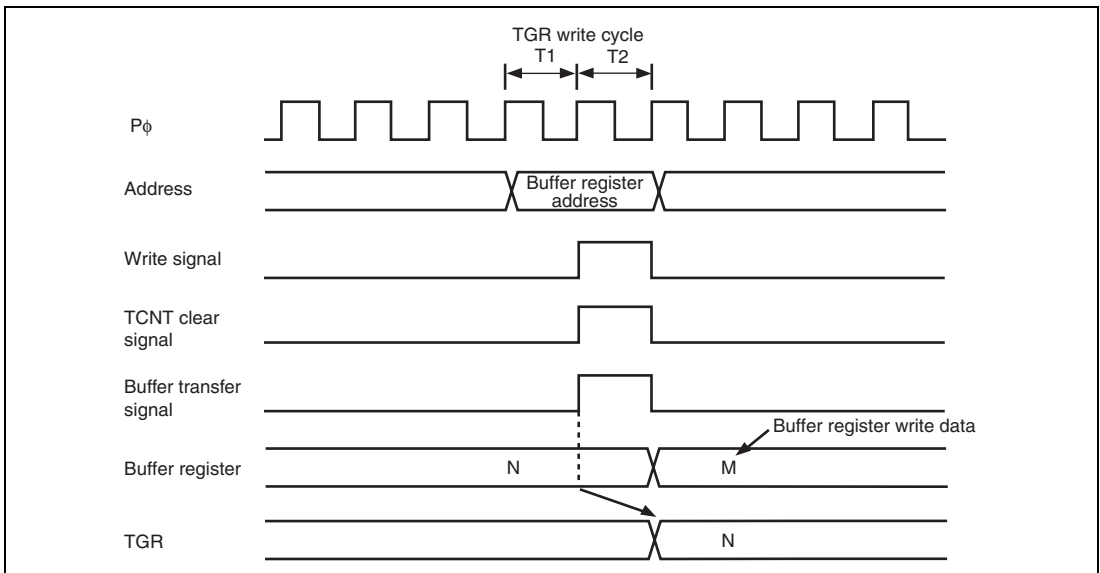 TGR write cycle
T1 T2
Pϕ
Address
Buffer register
address
Write signal
TCNT clear
signal
Buffer transfer
signal
Buffer register write data
Buffer register
N M
TGR
N